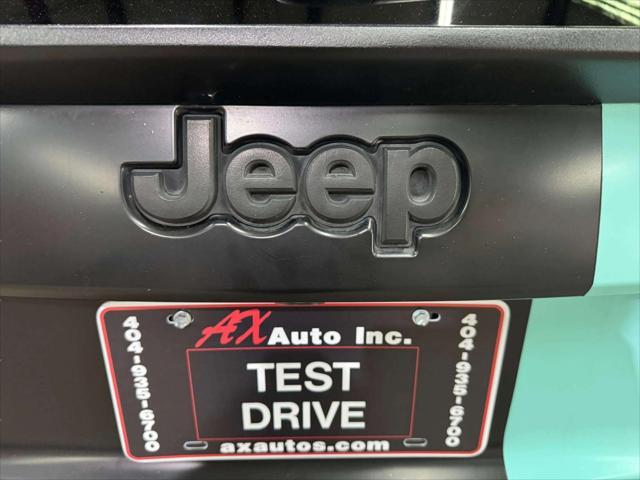 Jeep
AX Auto Inc.
404-935-6700
TEST
DRIVE
404-935-6700
axautos.com